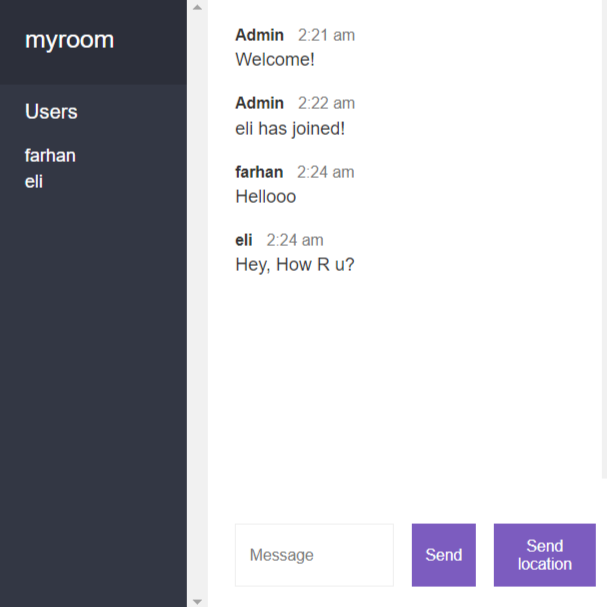 myroom
Users
farhan
eli
Admin 2:21 am
Welcome!
Admin 2:22 am
eli has joined!
farhan 2:24 am
Hellooo
eli 2:24 am
Hey, How R u?
Message
Send
Send
location